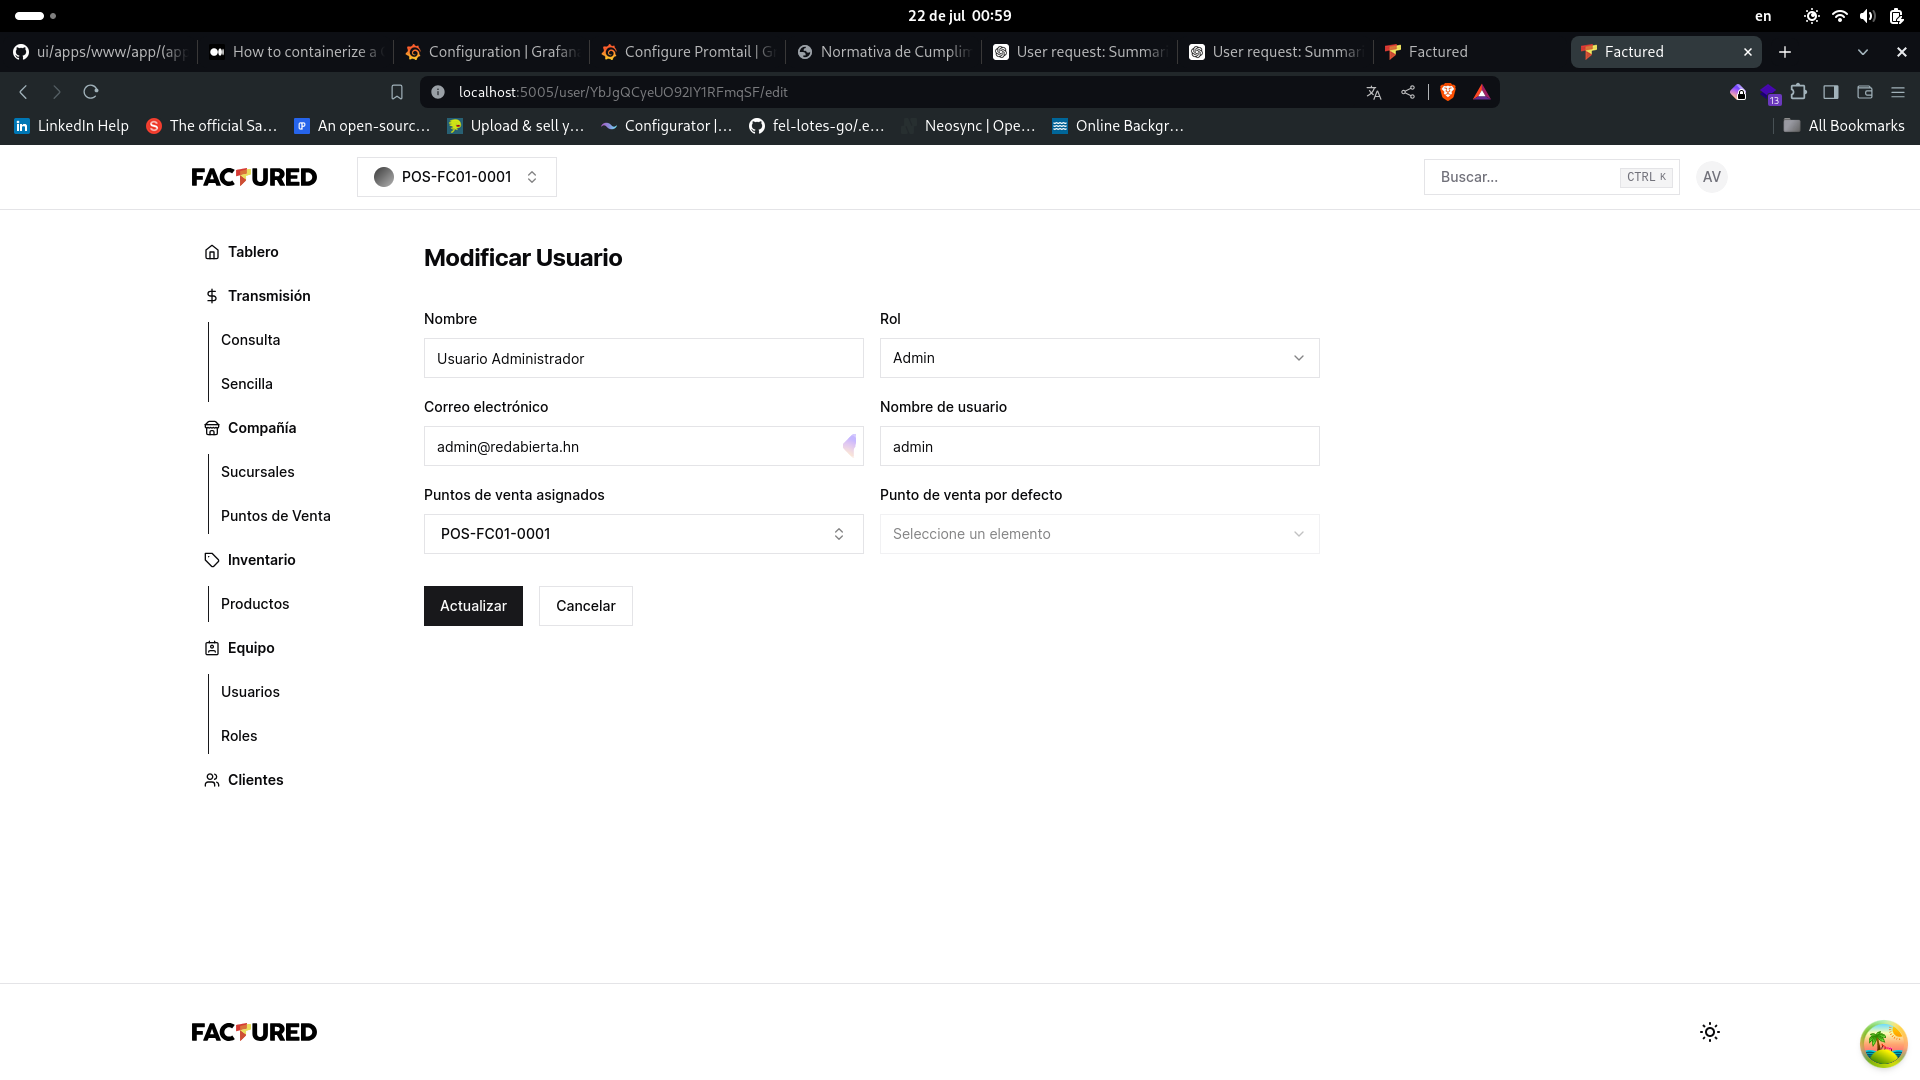 22 de jul 00:59
en
ui/apps/www/app/(app
How to containerize a
Configuration | Grafan
Configure Promtail | G
Normativa de Cumplim
User request: Summari
User request: Summari
Factured
Factured
localhost:5005/user/YbJgQCyeUO92IY1RFmqSF/edit
13
LinkedIn Help
The official Sa...
An open-sourc...
Upload & sell y...
Configurator |...
fel-lotes-go/.e...
Neosync | Ope...
Online Backgr...
All Bookmarks
FACTURED
POS-FC01-0001
Buscar...
CTRL K
AV
Tablero
Transmisión
Consulta
Sencilla
Compañía
Sucursales
Puntos de Venta
Inventario
Productos
Equipo
Usuarios
Roles
Clientes
Modificar Usuario
Nombre
Usuario Administrador
Rol
Admin
Correo electrónico
admin@redabierta.hn
Nombre de usuario
admin
Puntos de venta asignados
POS-FC01-0001
Punto de venta por defecto
Seleccione un elemento
Actualizar
Cancelar
FACTURED